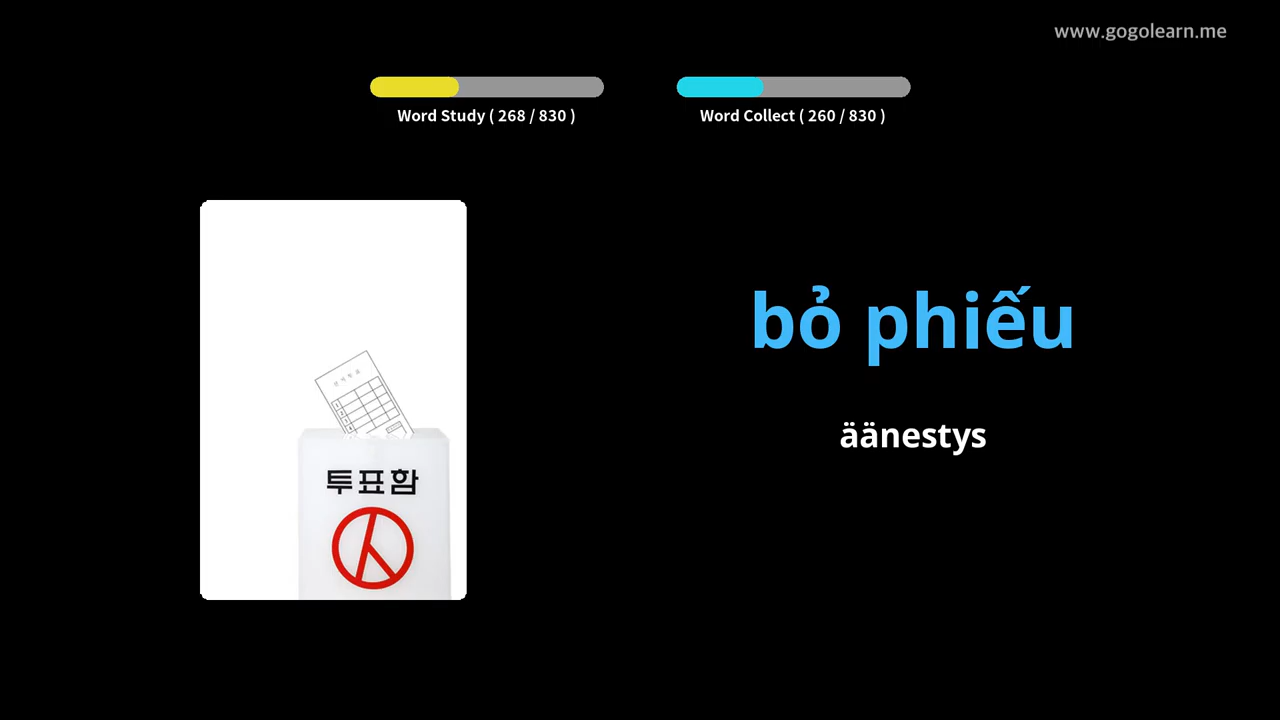 www.gogolearn.me
Word Study ( 268 / 830 )
Word Collect ( 260 / 830 )
bỏ phiếu
äänestys
투표함